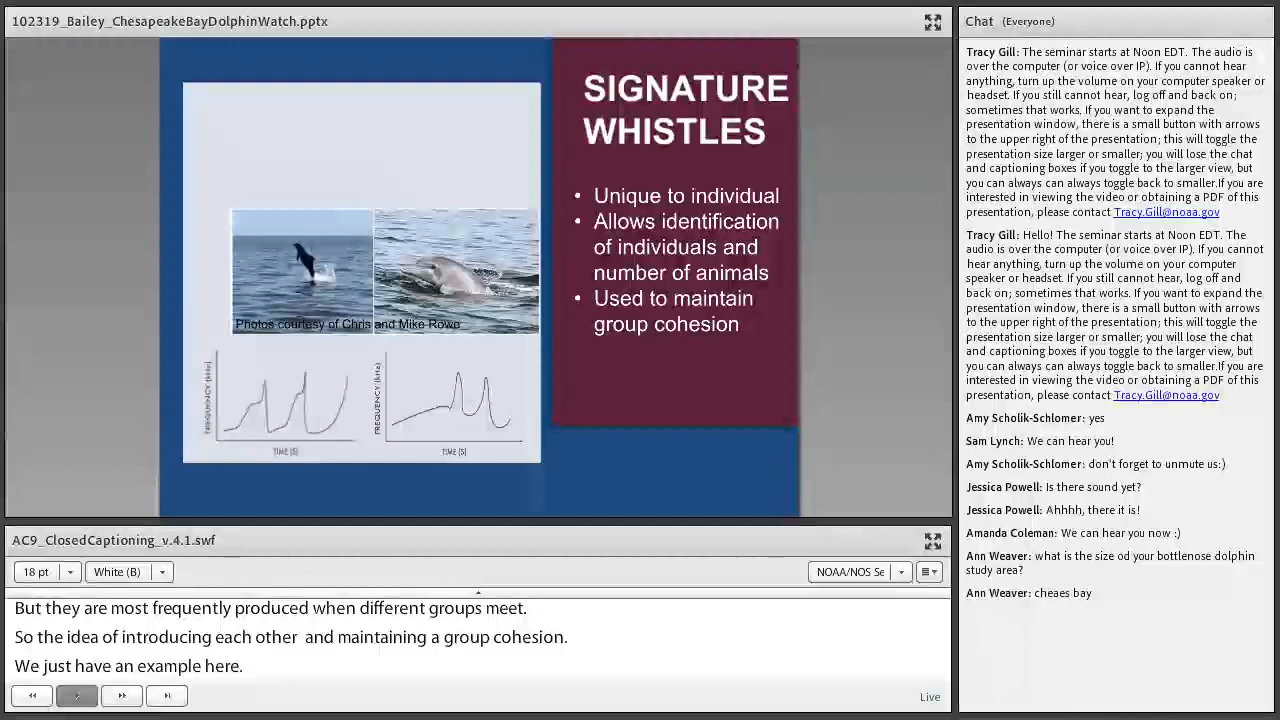 102319_Bailey_ChesapeakeBayDolphinWatch.pptx
SIGNATURE
WHISTLES
• Unique to individual
• Allows identification
of individuals and
number of animals
• Used to maintain
group cohesion
Photos courtesy of Chris and Mike Rowe
FREQUENCY (kHz)
TIME (S)
FREQUENCY (kHz)
TIME (S)
AC9_ClosedCaptioning_v.4.1.swf
18 pt
White (B)
NOAA/NOS Se
But they are most frequently produced when different groups meet.
So the idea of introducing each other and maintaining a group cohesion.
We just have an example here.
Live
Chat (Everyone)
Tracy Gill: The seminar starts at Noon EDT. The audio is
over the computer (or voice over IP). If you cannot hear
anything, turn up the volume on your computer speaker or
headset. If you still cannot hear, log off and back on;
sometimes that works. If you want to expand the
presentation window, there is a small button with arrows
to the upper right of the presentation; this will toggle the
presentation size larger or smaller; you will lose the chat
and captioning boxes if you toggle to the larger view, but
you can always can always toggle back to smaller.If you are
interested in viewing the video or obtaining a PDF of this
presentation, please contact Tracy.Gill@noaa.gov
Tracy Gill: Hello! The seminar starts at Noon EDT. The
audio is over the computer (or voice over IP). If you cannot
hear anything, turn up the volume on your computer
speaker or headset. If you still cannot hear, log off and
back on; sometimes that works. If you want to expand the
presentation window, there is a small button with arrows
to the upper right of the presentation; this will toggle the
presentation size larger or smaller; you will lose the chat
and captioning boxes if you toggle to the larger view, but
you can always can always toggle back to smaller.If you are
interested in viewing the video or obtaining a PDF of this
presentation, please contact Tracy.Gill@noaa.gov
Amy Scholik-Schlomer: yes
Sam Lynch: We can hear you!
Amy Scholik-Schlomer: don't forget to unmute us:)
Jessica Powell: Is there sound yet?
Jessica Powell: Ahhhh, there it is!
Amanda Coleman: We can hear you now :)
Ann Weaver: what is the size od your bottlenose dolphin
study area?
Ann Weaver: cheaes bay